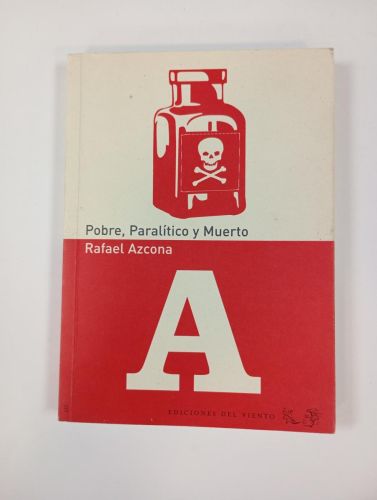 Pobre, Paralítico y Muerto
Rafael Azcona
A
EDICIONES DEL VIENTO